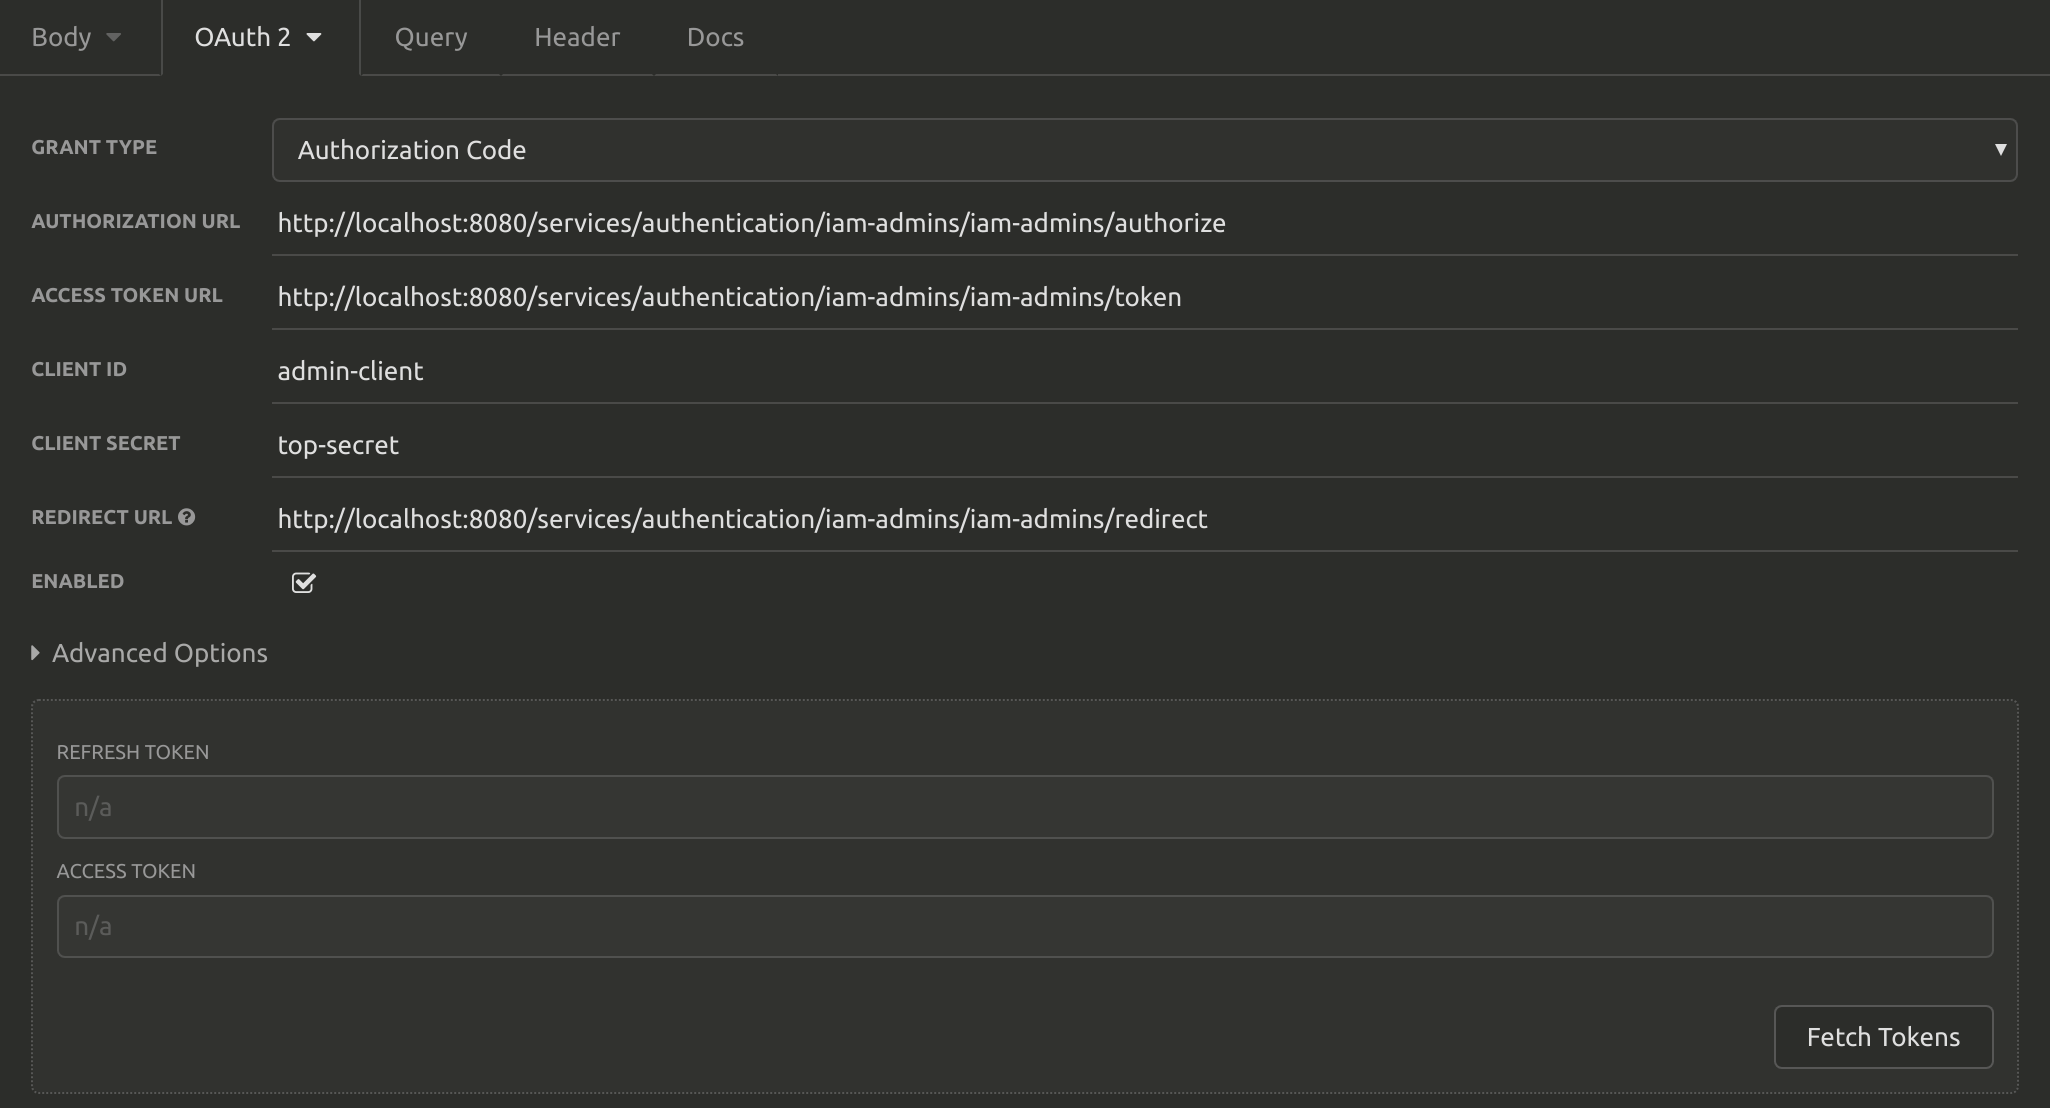 Body OAuth 2 Query Header Docs
GRANT TYPE Authorization Code
AUTHORIZATION URL http://localhost:8080/services/authentication/iam-admins/iam-admins/authorize
ACCESS TOKEN URL http://localhost:8080/services/authentication/iam-admins/iam-admins/token
CLIENT ID admin-client
CLIENT SECRET top-secret
REDIRECT URL http://localhost:8080/services/authentication/iam-admins/iam-admins/redirect
ENABLED
Advanced Options
REFRESH TOKEN
n/a
ACCESS TOKEN
n/a
Fetch Tokens